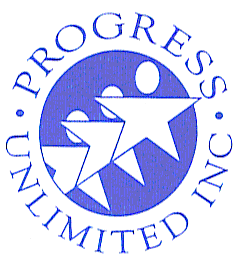 · PROGRESS ·
UNLIMITED INC